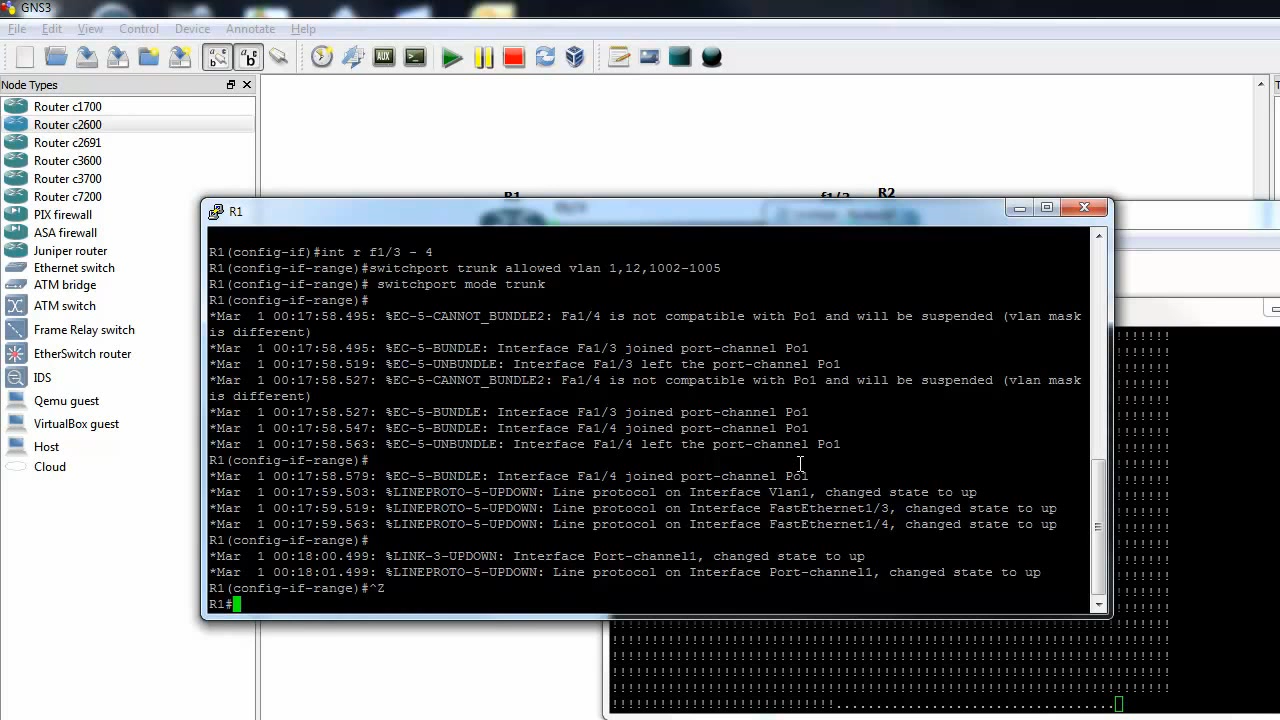 GNS3
File Edit View Control Device Annotate Help
Node Types
Router c1700
Router c2600
Router c2691
Router c3600
Router c3700
Router c7200
PIX firewall
ASA firewall
Juniper router
Ethernet switch
ATM bridge
ATM switch
Frame Relay switch
EtherSwitch router
IDS
Qemu guest
VirtualBox guest
Host
Cloud
R1
R2
R1
R1(config-if)#int r f1/3 - 4
R1(config-if-range)#switchport trunk allowed vlan 1,12,1002-1005
R1(config-if-range)# switchport mode trunk
R1(config-if-range)#
*Mar  1 00:17:58.495: %EC-5-CANNOT_BUNDLE2: Fa1/4 is not compatible with Po1 and will be suspended (vlan mask
is different)
*Mar  1 00:17:58.495: %EC-5-BUNDLE: Interface Fa1/3 joined port-channel Po1
*Mar  1 00:17:58.519: %EC-5-UNBUNDLE: Interface Fa1/3 left the port-channel Po1
*Mar  1 00:17:58.527: %EC-5-CANNOT_BUNDLE2: Fa1/4 is not compatible with Po1 and will be suspended (vlan mask
is different)
*Mar  1 00:17:58.527: %EC-5-BUNDLE: Interface Fa1/3 joined port-channel Po1
*Mar  1 00:17:58.547: %EC-5-BUNDLE: Interface Fa1/4 joined port-channel Po1
*Mar  1 00:17:58.563: %EC-5-UNBUNDLE: Interface Fa1/4 left the port-channel Po1
R1(config-if-range)#
*Mar  1 00:17:58.579: %EC-5-BUNDLE: Interface Fa1/4 joined port-channel Po1
*Mar  1 00:17:59.503: %LINEPROTO-5-UPDOWN: Line protocol on Interface Vlan1, changed state to up
*Mar  1 00:17:59.519: %LINEPROTO-5-UPDOWN: Line protocol on Interface FastEthernet1/3, changed state to up
*Mar  1 00:17:59.563: %LINEPROTO-5-UPDOWN: Line protocol on Interface FastEthernet1/4, changed state to up
R1(config-if-range)#
*Mar  1 00:18:00.499: %LINK-3-UPDOWN: Interface Port-channel1, changed state to up
*Mar  1 00:18:01.499: %LINEPROTO-5-UPDOWN: Line protocol on Interface Port-channel1, changed state to up
R1(config-if-range)#^Z
R1#